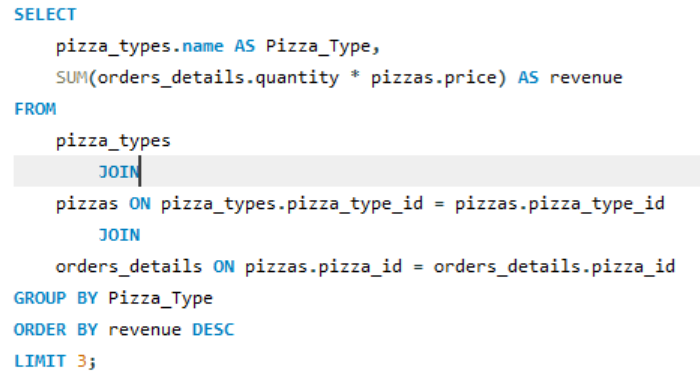 SELECT
pizza_types.name AS Pizza_Type,
SUM(orders_details.quantity * pizzas.price) AS revenue
FROM
pizza_types
JOIN
pizzas ON pizza_types.pizza_type_id = pizzas.pizza_type_id
JOIN
orders_details ON pizzas.pizza_id = orders_details.pizza_id
GROUP BY Pizza_Type
ORDER BY revenue DESC
LIMIT 3;